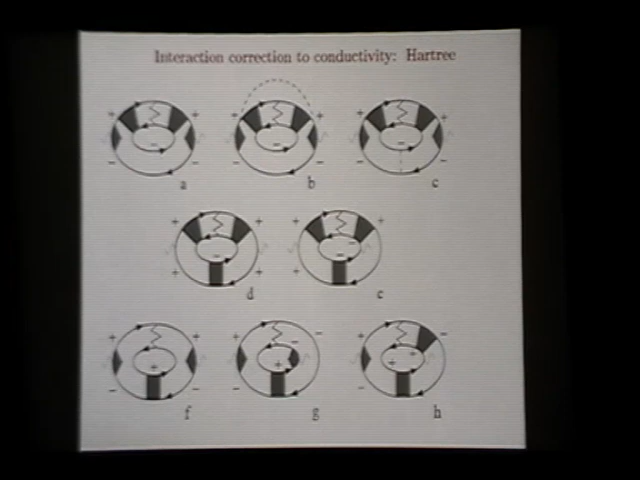 Interaction correction to conductivity: Hartree
+ + + + + +
- - -
- - - - - -
a b c
+ + + +
- - -
+ +
d e
+ + + - + -
- +
+ + +
- - - -
f g h